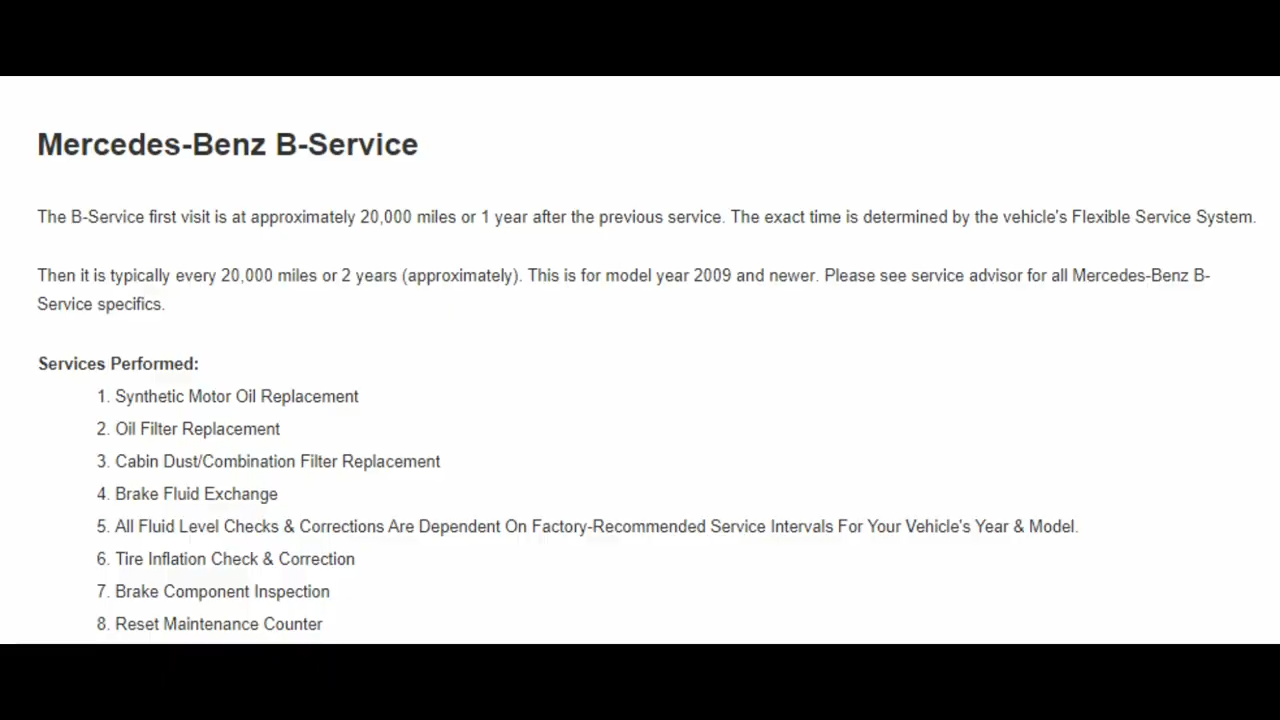 Mercedes-Benz B-Service
The B-Service first visit is at approximately 20,000 miles or 1 year after the previous service. The exact time is determined by the vehicle's Flexible Service System.
Then it is typically every 20,000 miles or 2 years (approximately). This is for model year 2009 and newer. Please see service advisor for all Mercedes-Benz B-
Service specifics.
Services Performed:
1. Synthetic Motor Oil Replacement
2. Oil Filter Replacement
3. Cabin Dust/Combination Filter Replacement
4. Brake Fluid Exchange
5. All Fluid Level Checks & Corrections Are Dependent On Factory-Recommended Service Intervals For Your Vehicle's Year & Model.
6. Tire Inflation Check & Correction
7. Brake Component Inspection
8. Reset Maintenance Counter